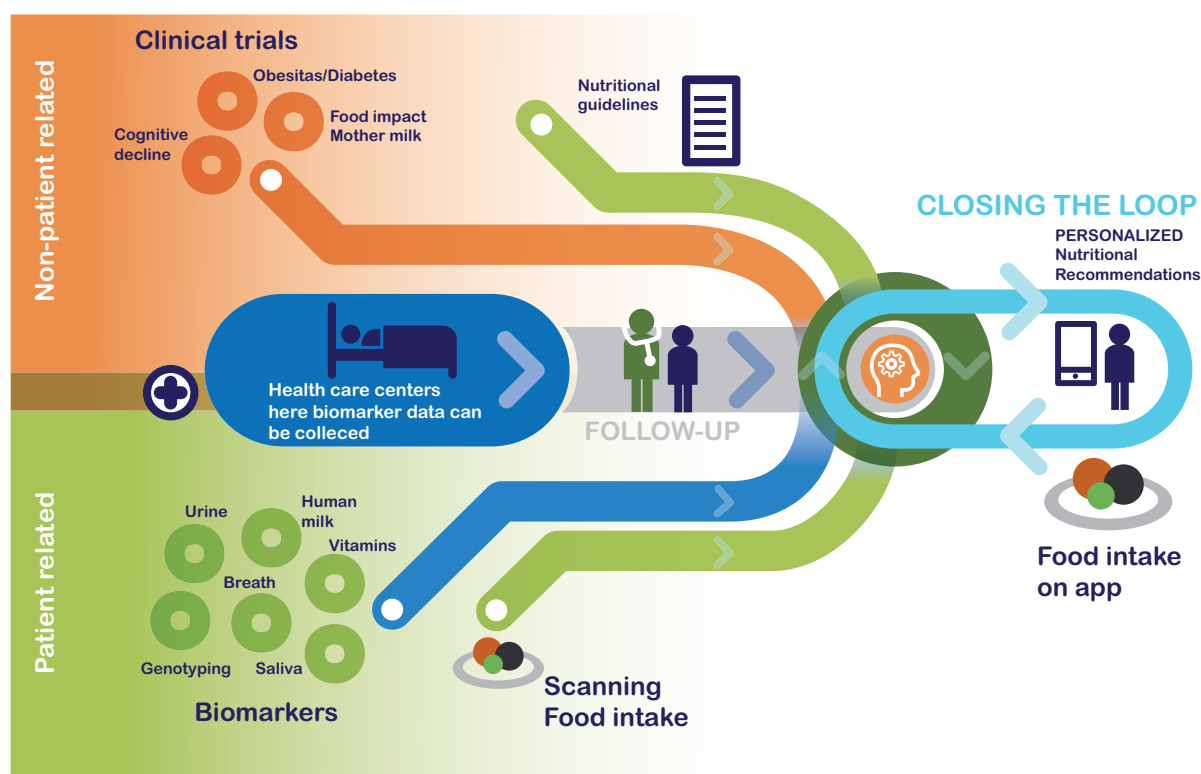 Non-patient related
Clinical trials
Obesitas/Diabetes
Food impact
Mother milk
Cognitive
decline
Nutritional
guidelines
CLOSING THE LOOP
PERSONALIZED
Nutritional
Recommendations
Health care centers
here biomarker data can
be colleced
FOLLOW-UP
Patient related
Urine
Human
milk
Vitamins
Breath
Genotyping
Saliva
Biomarkers
Scanning
Food intake
Food intake
on app